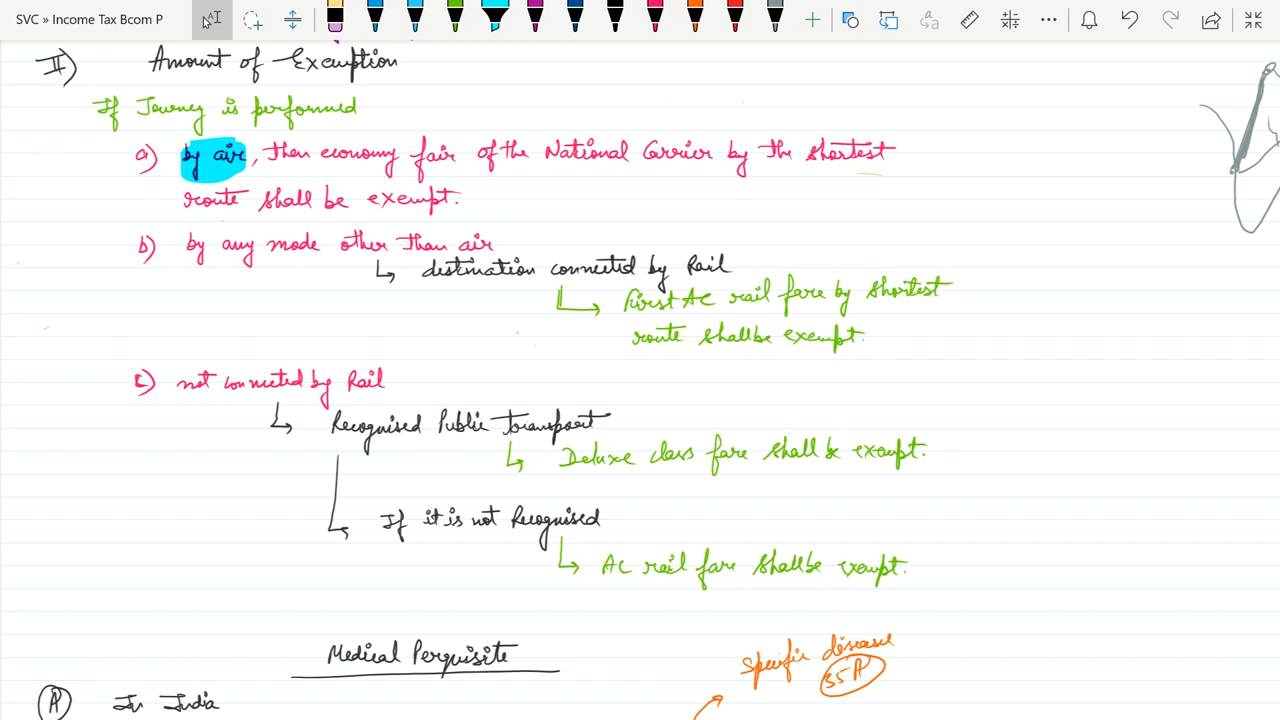 SVC » Income Tax Bcom P
II) Amount of Exemption
If Journey is performed
a) by air, then economy fair of the National Carrier by the shortest
route shall be exempt.
b) by any mode other than air
destination connected by Rail
First AC rail fare by shortest
route shall be exempt.
c) not connected by Rail
Recognised Public Transport
Deluxe class fare shall be exempt.
If it is not Recognised
AC rail fare shall be exempt.
Medical Perquisite
Specific disease
A In India